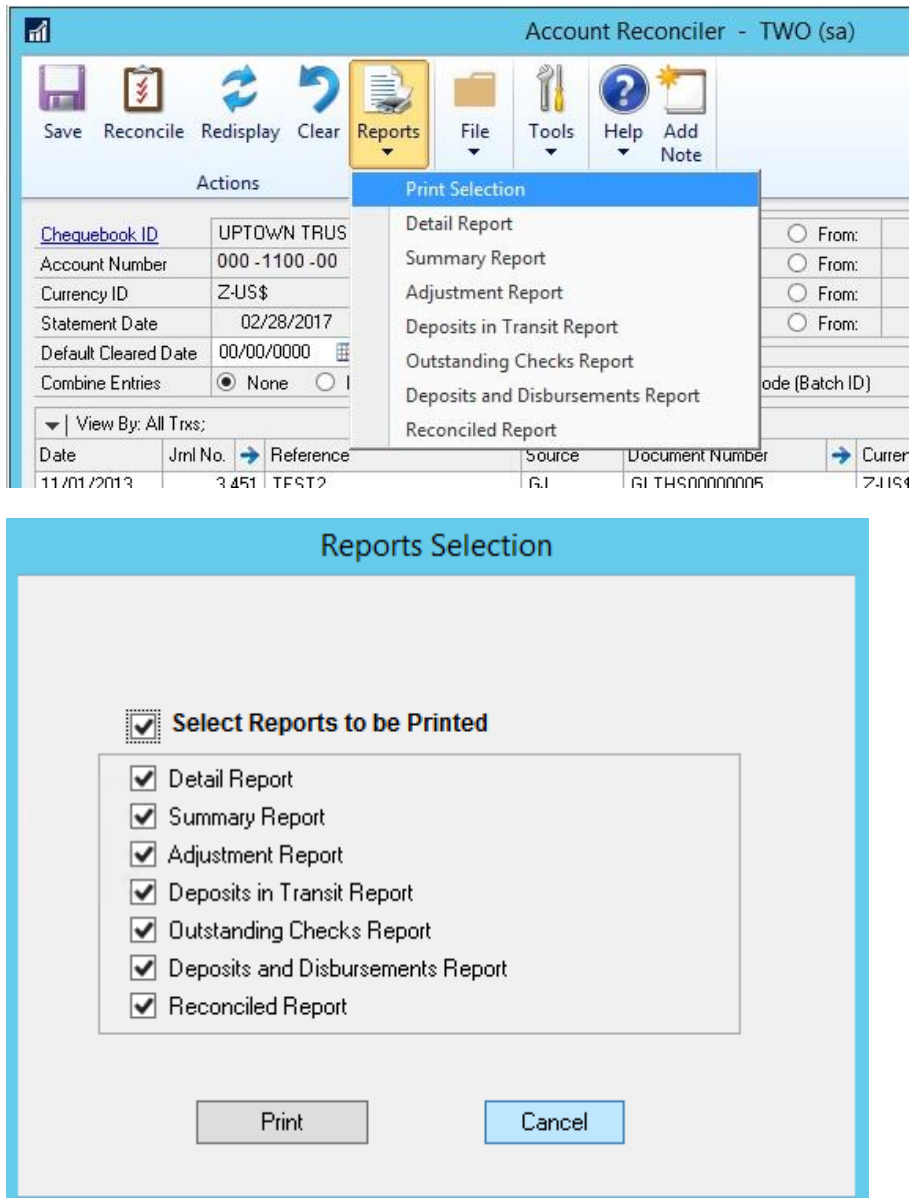 Account Reconciler - TWO (sa)
Save Reconcile Redisplay Clear Reports File Tools Help Add Note
Actions
Print Selection
Detail Report
Summary Report
Adjustment Report
Deposits in Transit Report
Outstanding Checks Report
Deposits and Disbursements Report
Reconciled Report
Chequebook ID UPTOWN TRUS From:
Account Number 000 -1100 -00 From:
Currency ID Z-US$ From:
Statement Date 02/28/2017 From:
Default Cleared Date 00/00/0000
Combine Entries None ode (Batch ID)
View By: All Trxs;
Date Jrnl No. Reference Source Document Number Curren
11/01/2013 3,451 TEST2 GJ GLTHS00000005 Z-US$
Reports Selection
Select Reports to be Printed
Detail Report
Summary Report
Adjustment Report
Deposits in Transit Report
Outstanding Checks Report
Deposits and Disbursements Report
Reconciled Report
Print Cancel